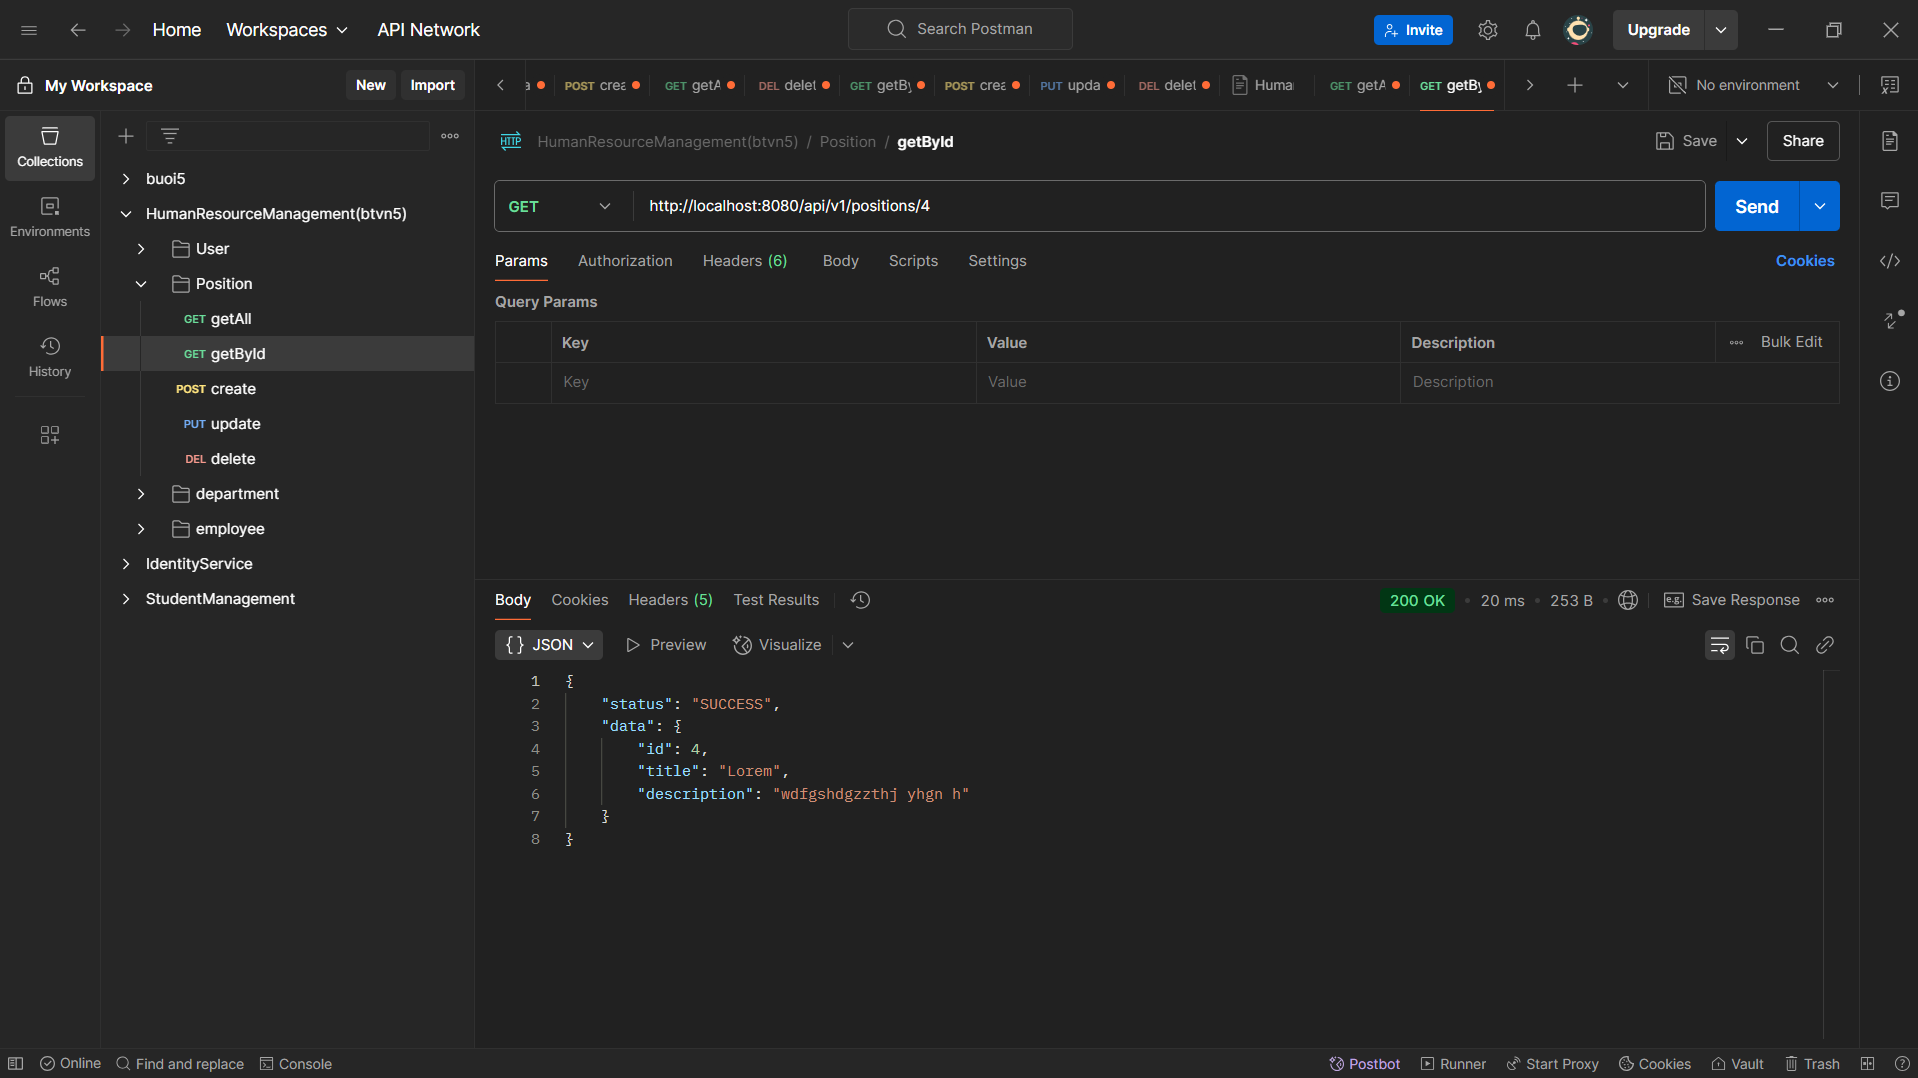 Home Workspaces API Network Search Postman Invite Upgrade
My Workspace New Import
POST GET DEL delet GET POST PUT upda DEL delet Huma GET GET No environment
Collections
Environments
Flows
History
buoi5
HumanResourceManagement(btvn5)
User
Position
GET getAll
GET getById
POST create
PUT update
DEL delete
department
employee
IdentityService
StudentManagement
HTTP HumanResourceManagement(btvn5) / Position / getById Save Share
GET http://localhost:8080/api/v1/positions/4 Send
Params Authorization Headers (6) Body Scripts Settings Cookies
Query Params
Key Value Description Bulk Edit
Key Value Description
Body Cookies Headers (5) Test Results 200 OK • 20 ms • 253 B • e.g. Save Response
{} JSON Preview Visualize
1 {
2 "status": "SUCCESS",
3 "data": {
4 "id": 4,
5 "title": "Lorem",
6 "description": "wdfgshdgzzthj yhgn h"
7 }
8 }
Online Find and replace Console Postbot Runner Start Proxy Cookies Vault Trash